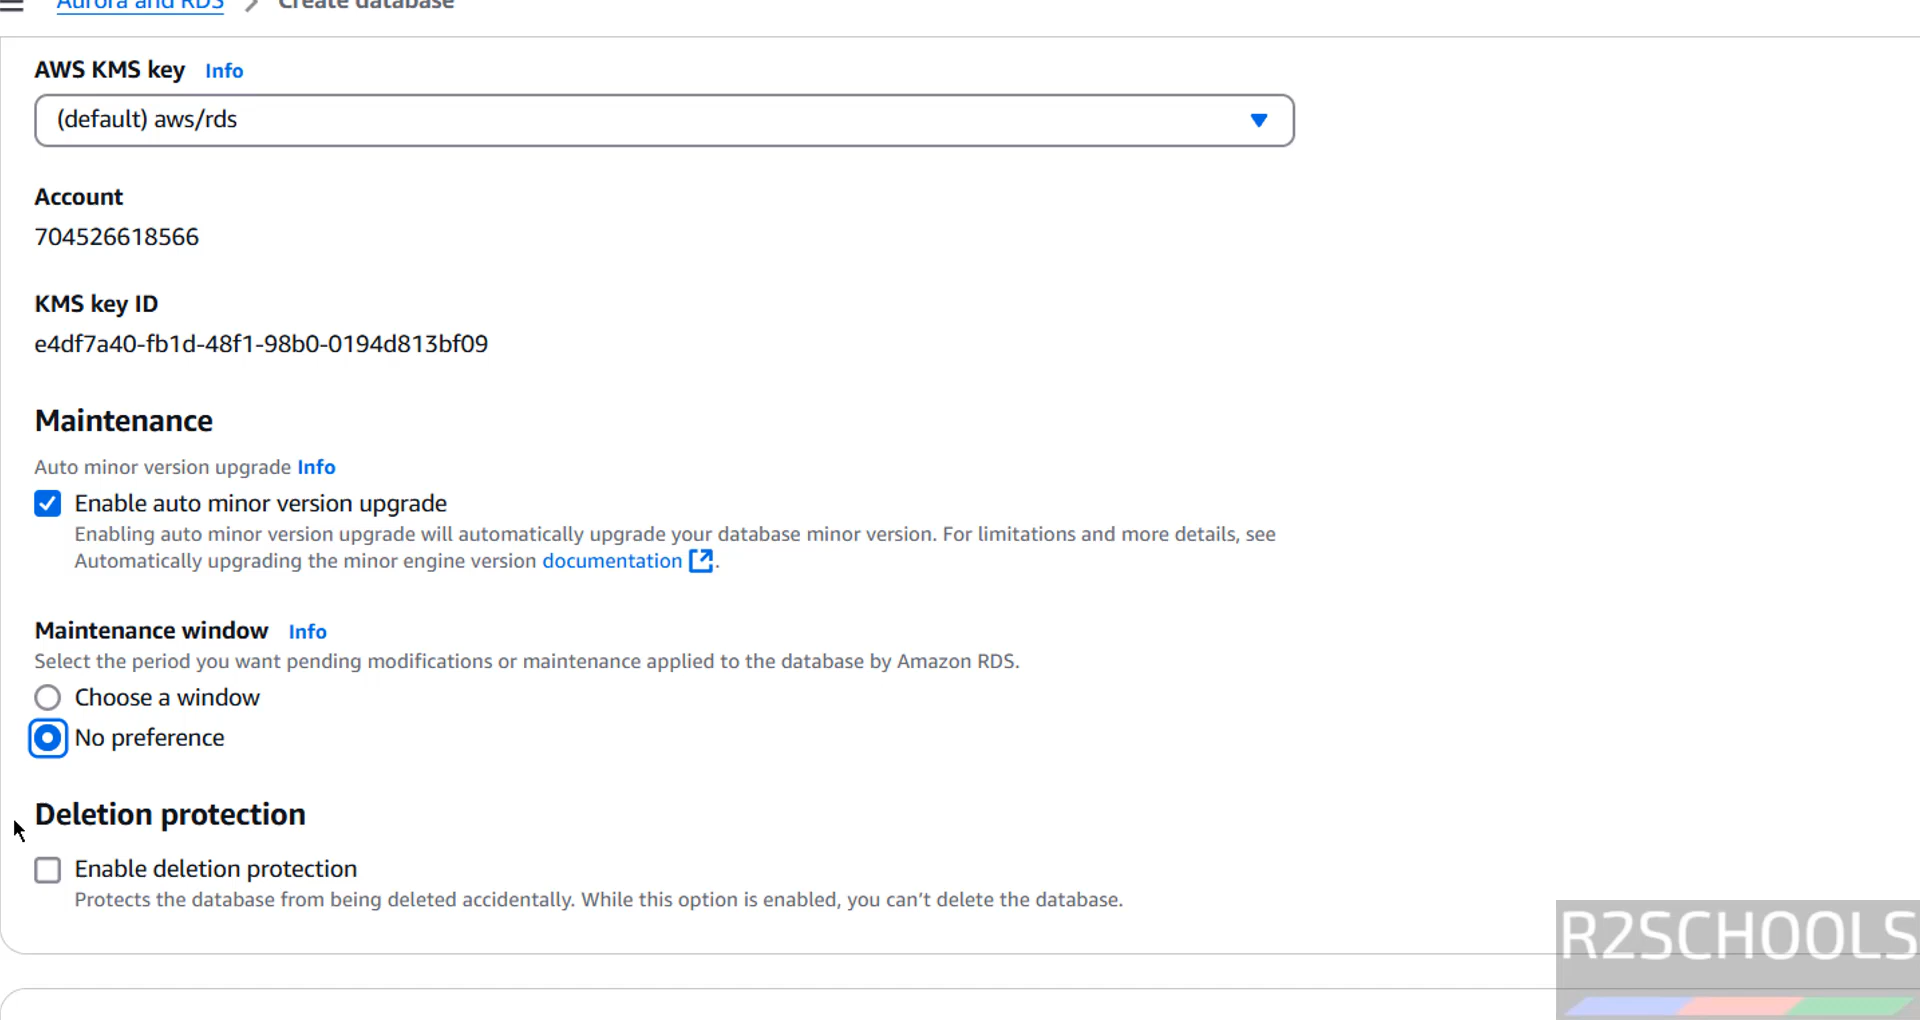 Aurora and RDS > Create database
AWS KMS key Info
(default) aws/rds
Account
704526618566
KMS key ID
e4df7a40-fb1d-48f1-98b0-0194d813bf09
Maintenance
Auto minor version upgrade Info
Enable auto minor version upgrade
Enabling auto minor version upgrade will automatically upgrade your database minor version. For limitations and more details, see
Automatically upgrading the minor engine version documentation.
Maintenance window Info
Select the period you want pending modifications or maintenance applied to the database by Amazon RDS.
Choose a window
No preference
Deletion protection
Enable deletion protection
Protects the database from being deleted accidentally. While this option is enabled, you can’t delete the database.
R2SCHOOLS